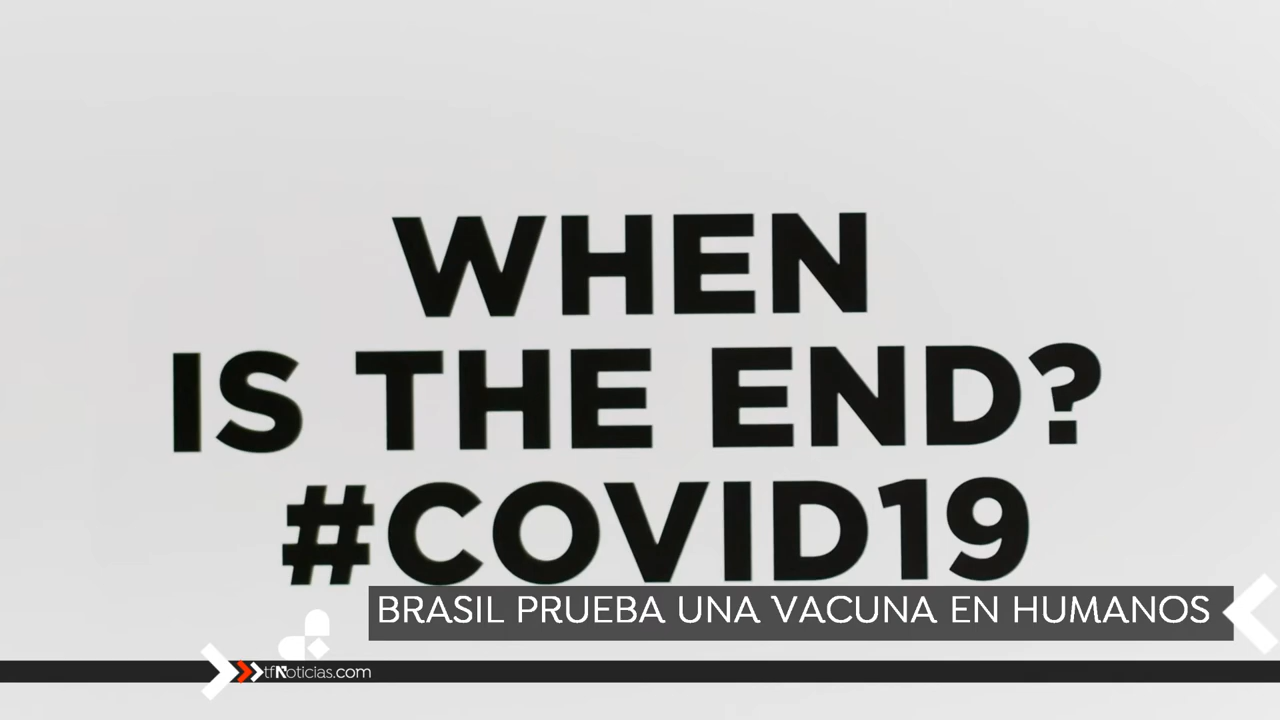 WHEN
IS THE END?
#COVID19
BRASIL PRUEBA UNA VACUNA EN HUMANOS
tfNoticias.com